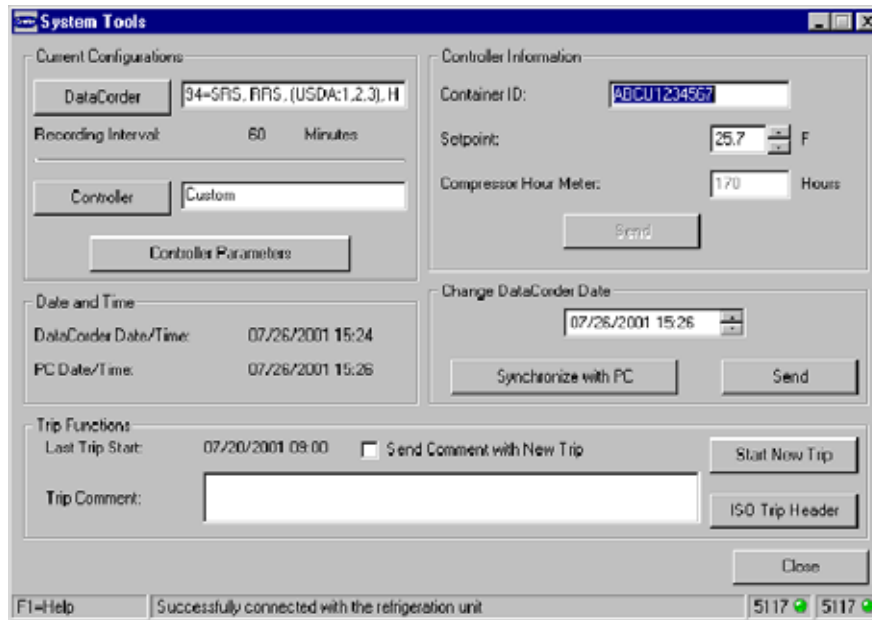 System Tools
Current Configurations
DataCorder 94=SRS, RRS, (USDA:1,2,3), H
Recording Interval: 60 Minutes
Controller Custom
Controller Parameters
Controller Information
Container ID: ABCU1234567
Setpoint: 25.7 F
Compressor Hour Meter: 170 Hours
Send
Date and Time
DataCorder Date/Time: 07/26/2001 15:24
PC Date/Time: 07/26/2001 15:26
Change DataCorder Date
07/26/2001 15:26
Synchronize with PC Send
Trip Functions
Last Trip Start: 07/20/2001 09:00 Send Comment with New Trip Start New Trip
Trip Comment: ISO Trip Header
Close
F1=Help Successfully connected with the refrigeration unit 5117 5117